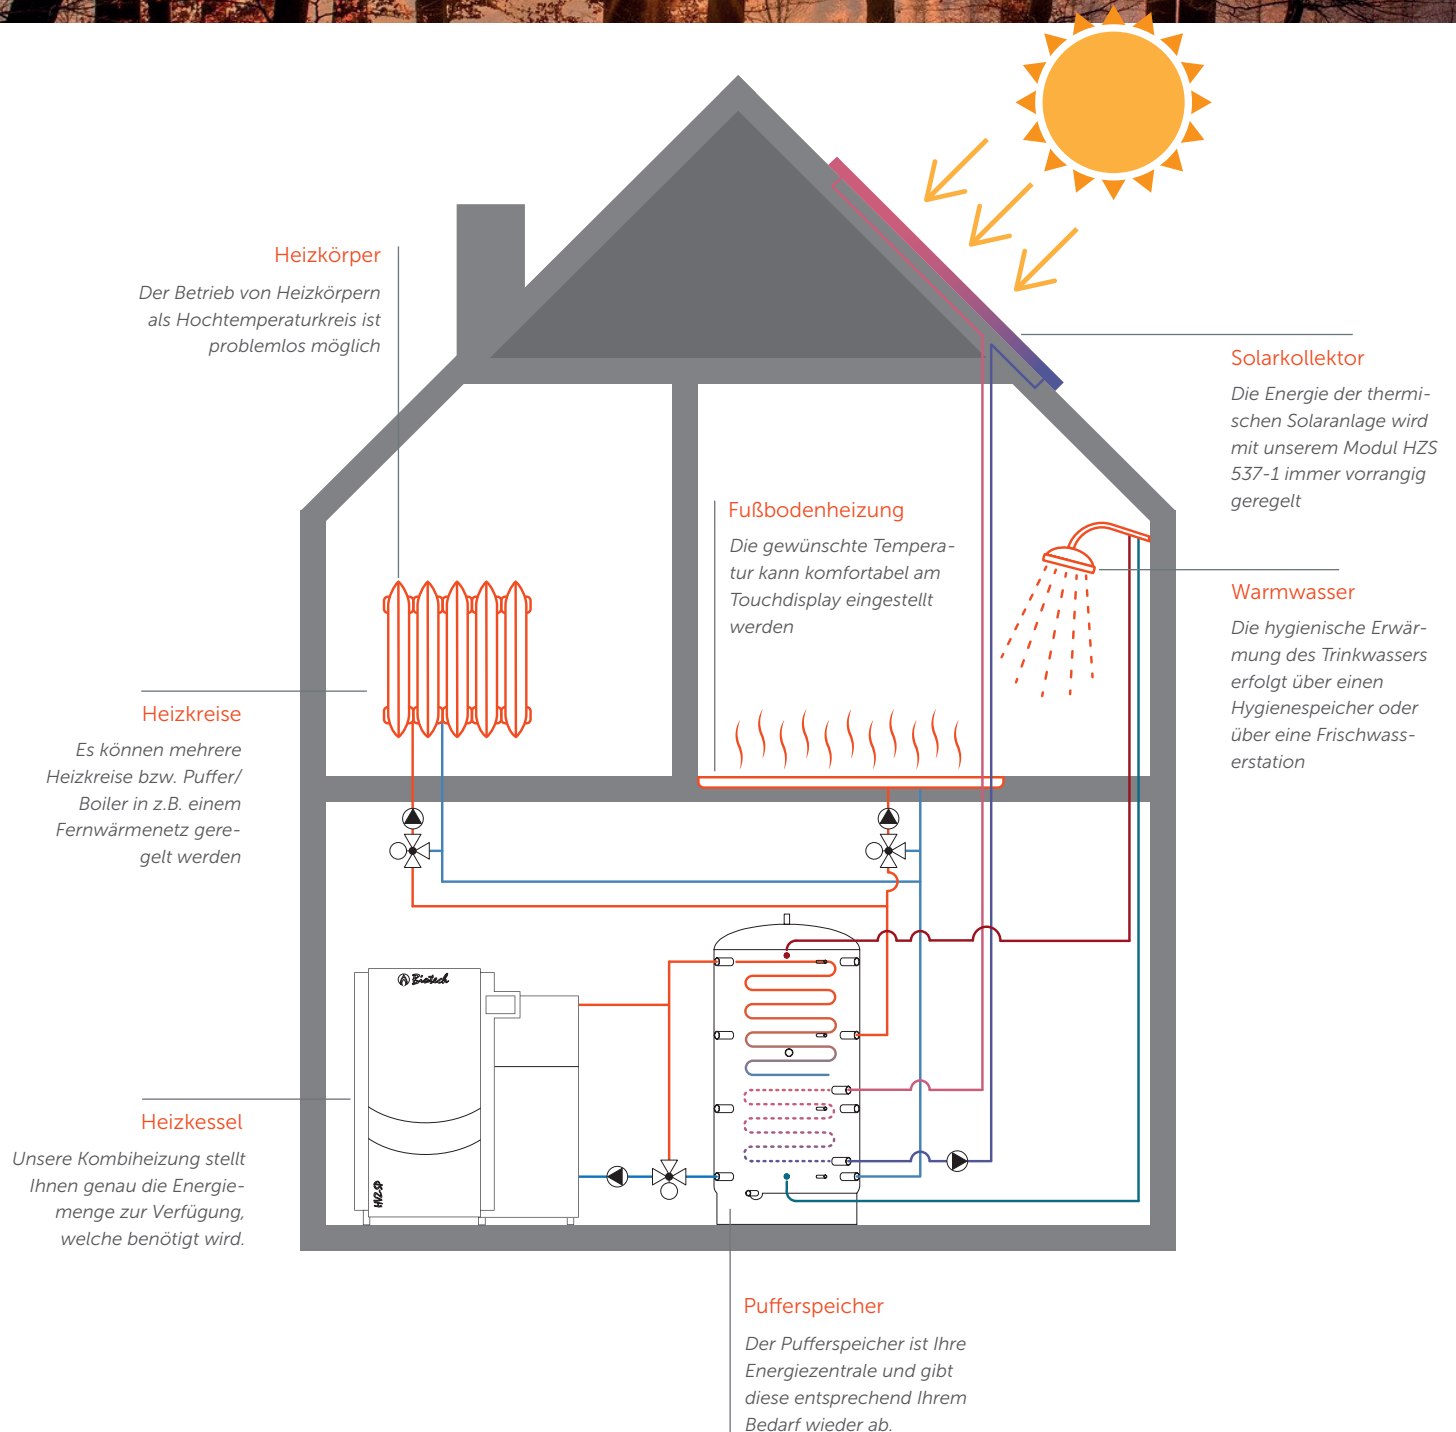 Heizkörper
Der Betrieb von Heizkörpern
als Hochtemperaturkreis ist
problemlos möglich
Solarkollektor
Die Energie der thermi-
schen Solaranlage wird
mit unserem Modul HZS
537-1 immer vorrangig
geregelt
Fußbodenheizung
Die gewünschte Tempera-
tur kann komfortabel am
Touchdisplay eingestellt
werden
Warmwasser
Die hygienische Erwär-
mung des Trinkwassers
erfolgt über einen
Hygienespeicher oder
über eine Frischwass-
erstation
Heizkreise
Es können mehrere
Heizkreise bzw. Puffer/
Boiler in z.B. einem
Fernwärmenetz gere-
gelt werden
Biotech
HVZ-SP
Heizkessel
Unsere Kombiheizung stellt
Ihnen genau die Energie-
menge zur Verfügung,
welche benötigt wird.
Pufferspeicher
Der Pufferspeicher ist Ihre
Energiezentrale und gibt
diese entsprechend Ihrem
Bedarf wieder ab.